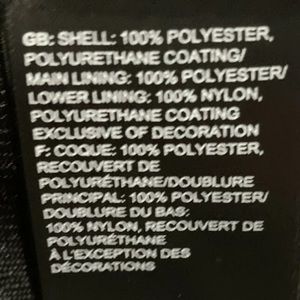 GB: SHELL: 100% POLYESTER,
POLYURETHANE COATING/
MAIN LINING: 100% POLYESTER/
LOWER LINING: 100% NYLON,
POLYURETHANE COATING
EXCLUSIVE OF DECORATION
F: COQUE: 100% POLYESTER,
RECOUVERT DE
POLYURÉTHANE/DOUBLURE
PRINCIPAL: 100% POLYESTER/
DOUBLURE DU BAS:
100% NYLON, RECOUVERT DE
POLYURÉTHANE
À L'EXCEPTION DES
DÉCORATIONS